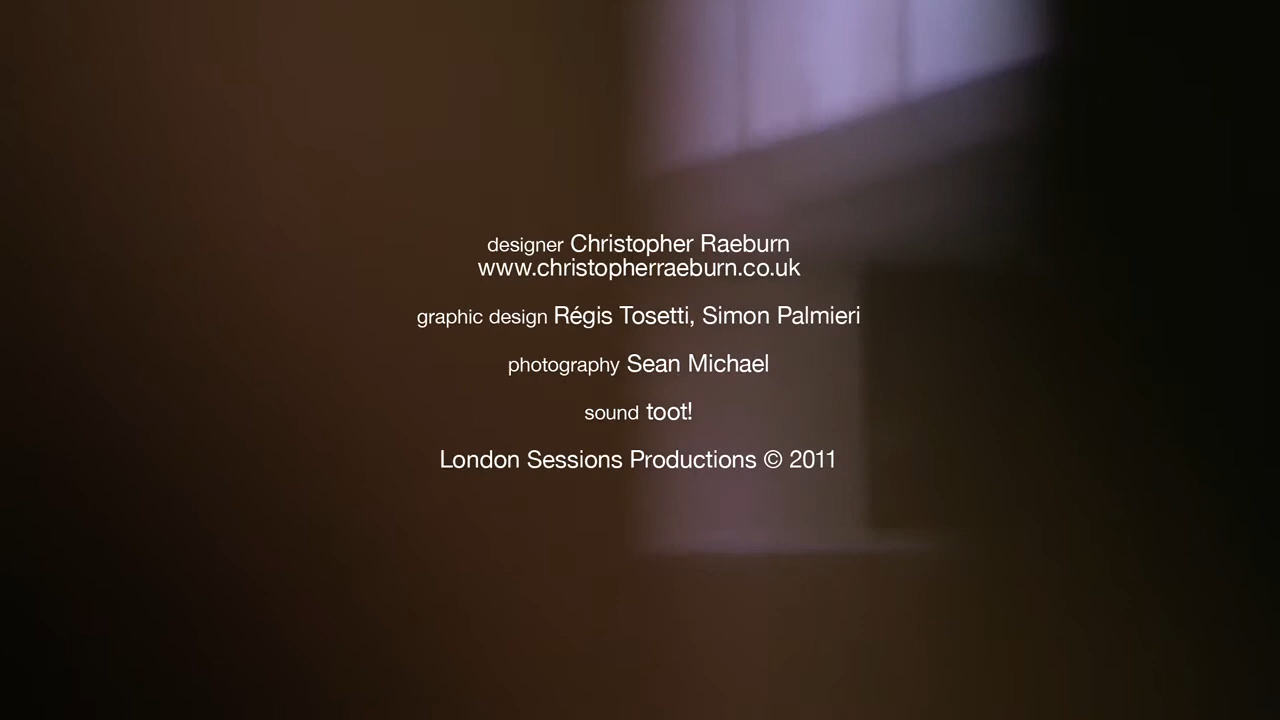 designer Christopher Raeburn
www.christopherraeburn.co.uk
graphic design Régis Tosetti, Simon Palmieri
photography Sean Michael
sound toot!
London Sessions Productions © 2011